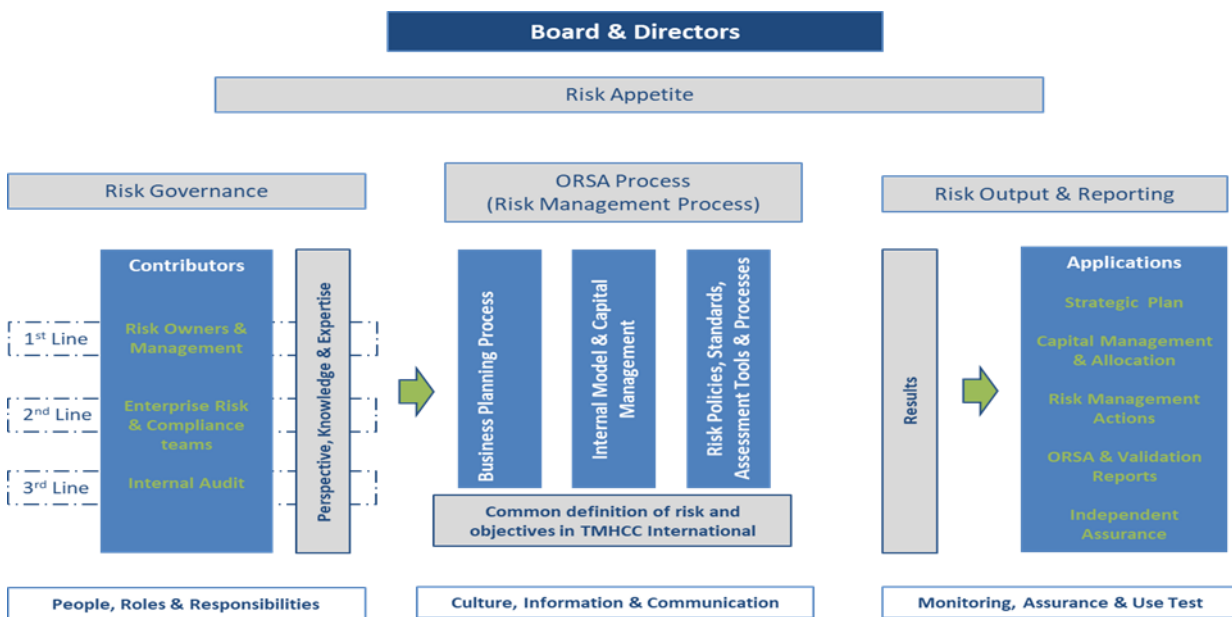 Board & Directors
Risk Appetite
Risk Governance
ORSA Process
(Risk Management Process)
Risk Output & Reporting
Contributors
1st Line
Risk Owners &
Management
2nd Line
Enterprise Risk
& Compliance
teams
3rd Line
Internal Audit
Perspective, Knowledge & Expertise
Business Planning Process
Internal Model & Capital
Management
Risk Policies, Standards,
Assessment Tools & Processes
Common definition of risk and
objectives in TMHCC International
Results
Applications
Strategic Plan
Capital Management
& Allocation
Risk Management
Actions
ORSA & Validation
Reports
Independent
Assurance
People, Roles & Responsibilities
Culture, Information & Communication
Monitoring, Assurance & Use Test